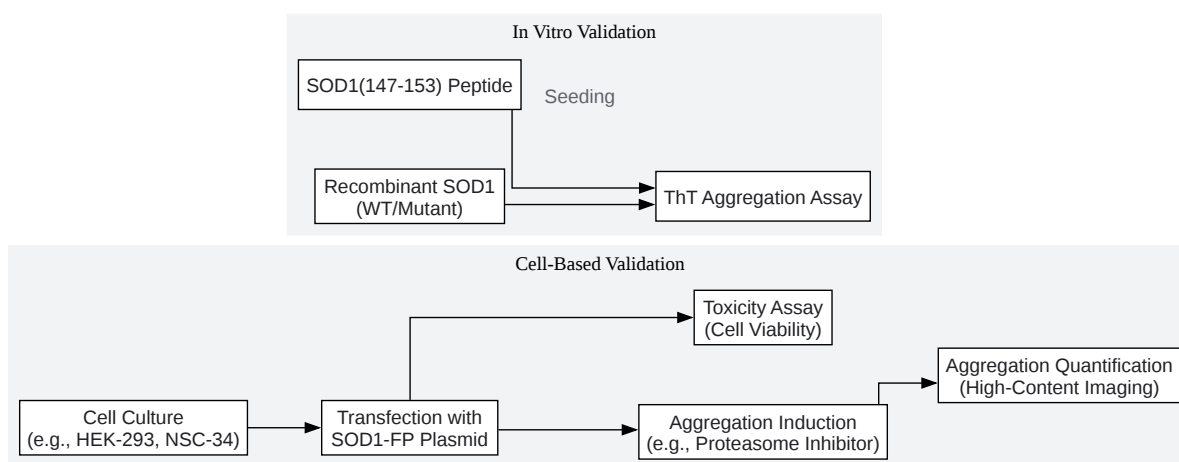 In Vitro Validation
SOD1(147-153) Peptide
Seeding
Recombinant SOD1
(WT/Mutant)
ThT Aggregation Assay
Cell-Based Validation
Toxicity Assay
(Cell Viability)
Aggregation Quantification
(High-Content Imaging)
Cell Culture
(e.g., HEK-293, NSC-34)
Transfection with
SOD1-FP Plasmid
Aggregation Induction
(e.g., Proteasome Inhibitor)